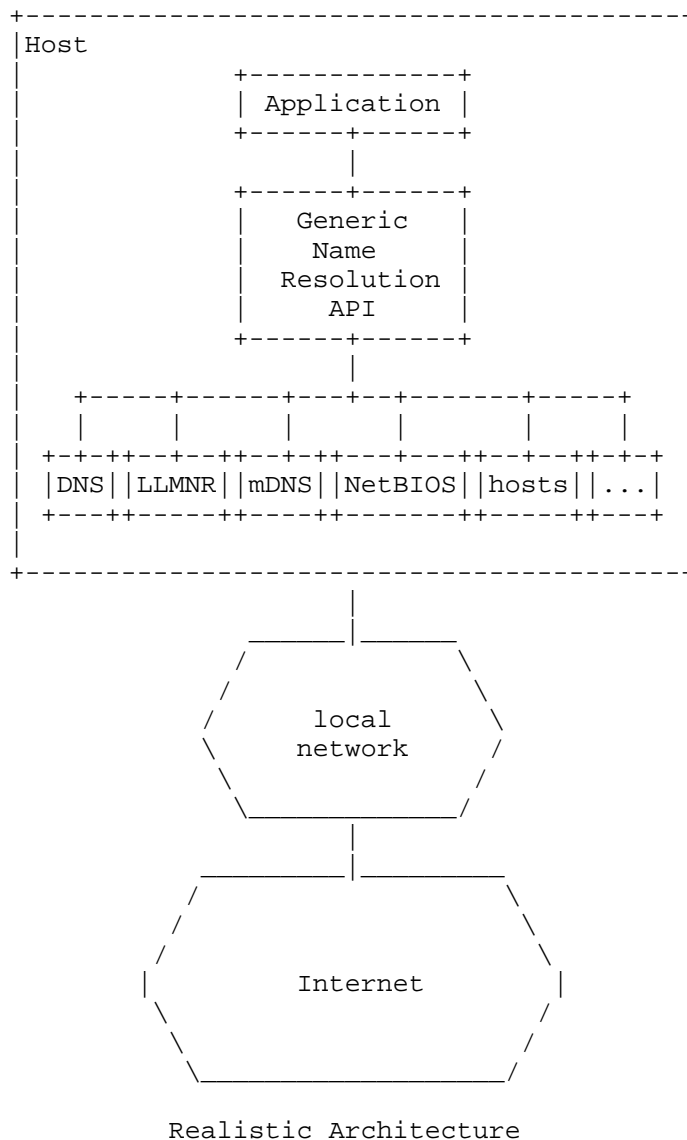 Host
Application
Generic
Name
Resolution
API
DNS LLMNR mDNS NetBIOS hosts ...
local
network
Internet
Realistic Architecture